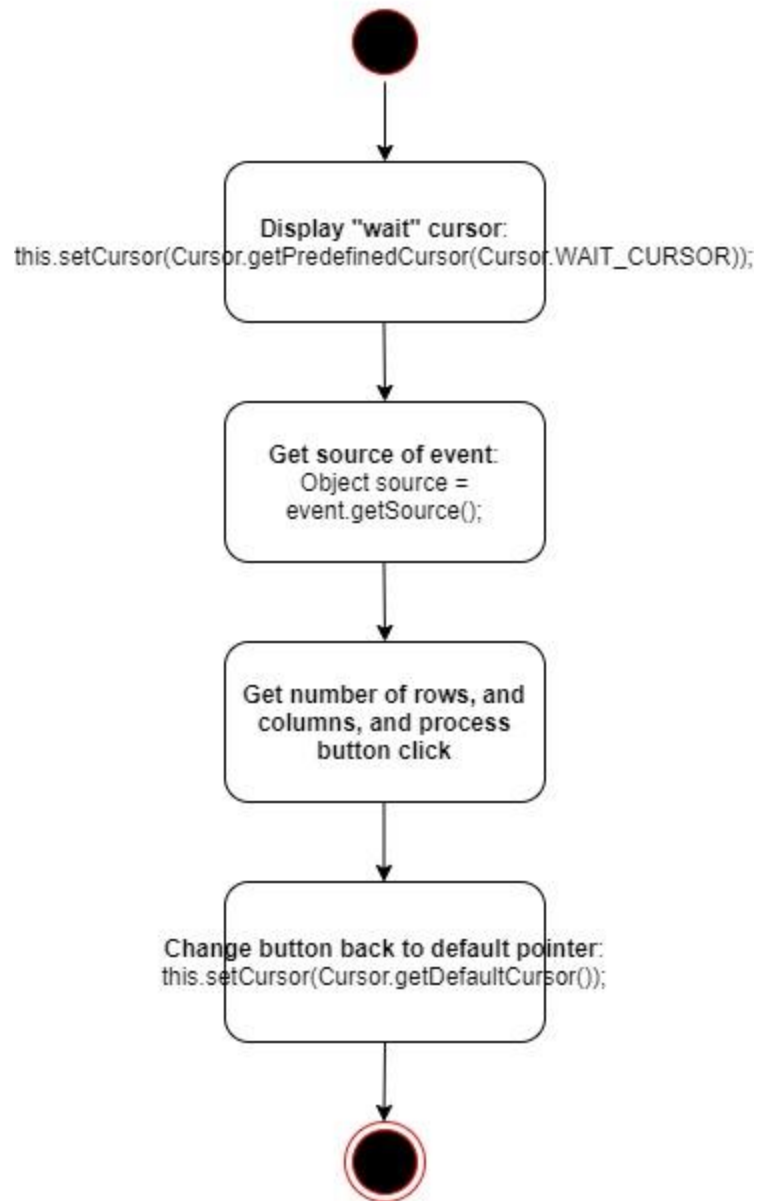 Display "wait" cursor:
this.setCursor(Cursor.getPredefinedCursor(Cursor.WAIT_CURSOR));
Get source of event:
Object source =
event.getSource();
Get number of rows, and
columns, and process
button click
Change button back to default pointer:
this.setCursor(Cursor.getDefaultCursor());